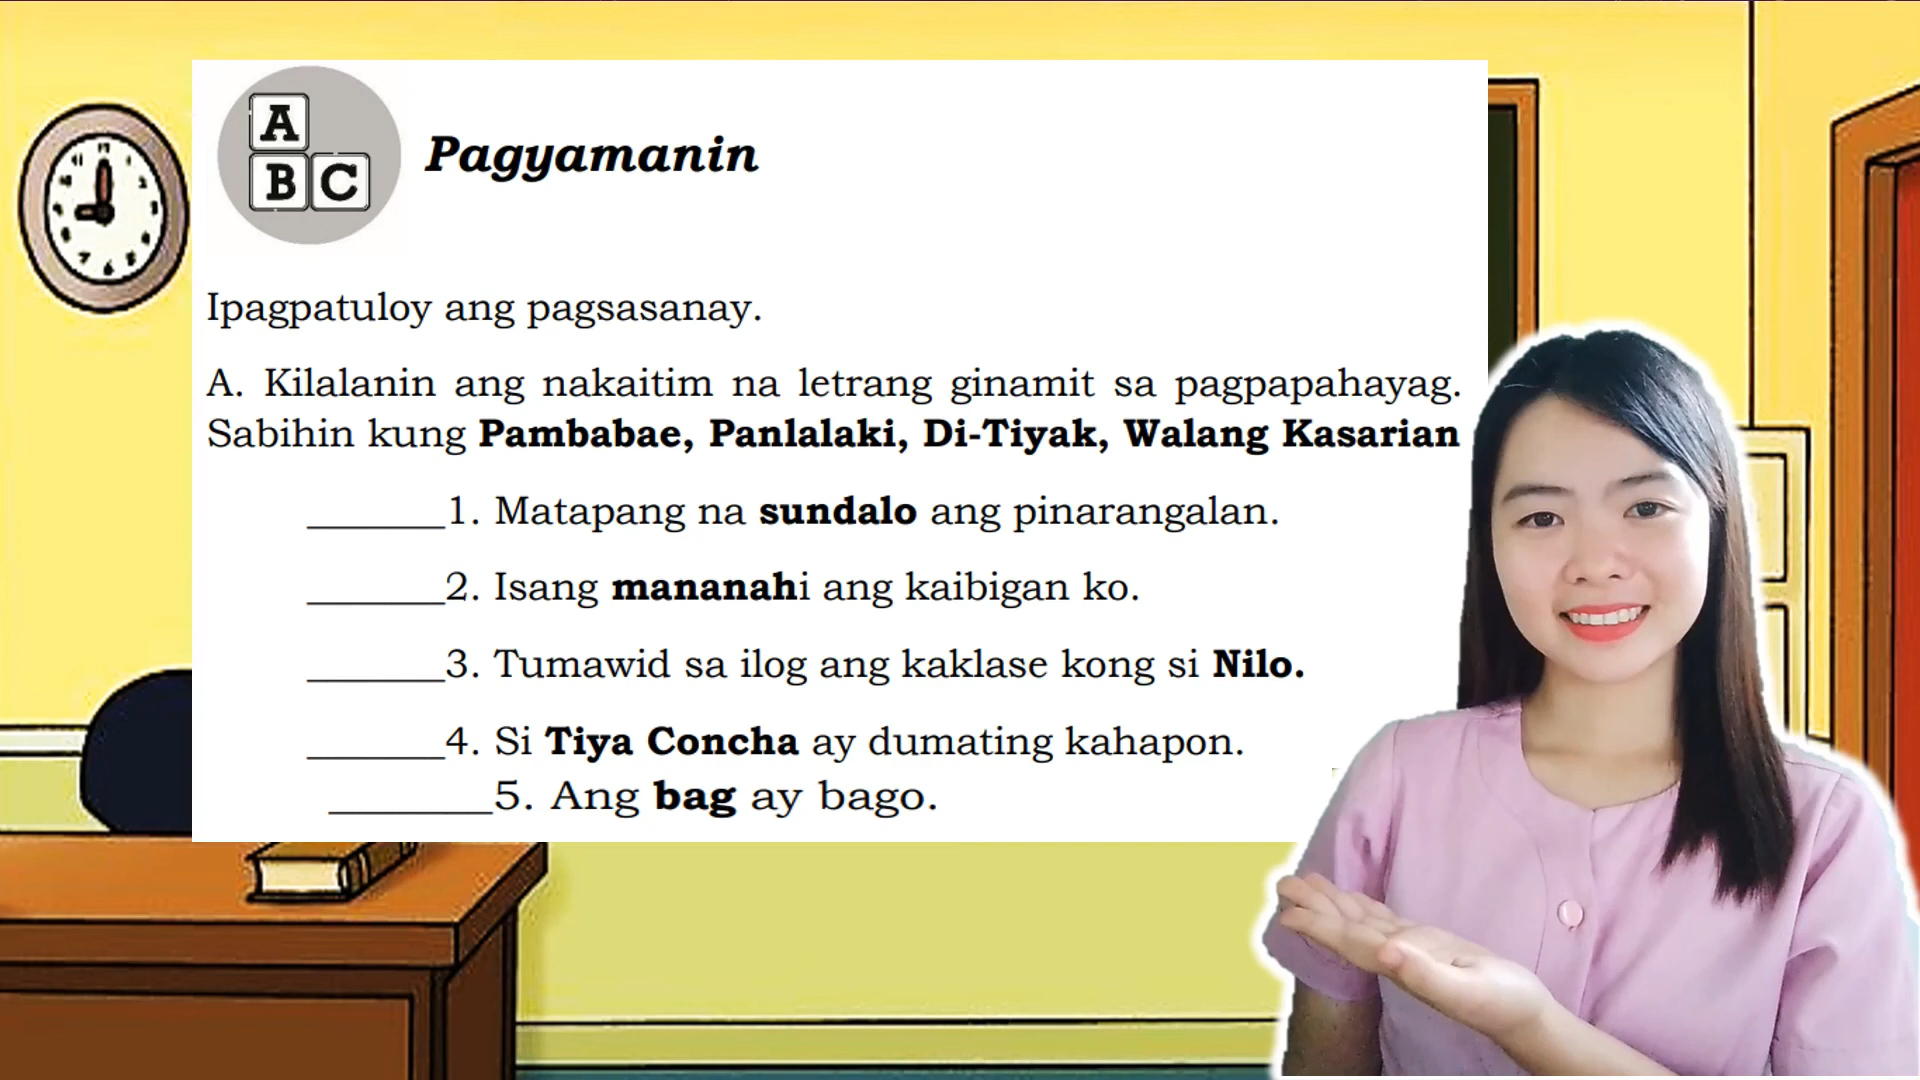 A
B C
Pagyamanin
Ipagpatuloy ang pagsasanay.
A. Kilalanin ang nakaitim na letrang ginamit sa pagpapahayag.
Sabihin kung Pambabae, Panlalaki, Di-Tiyak, Walang Kasarian
_______1. Matapang na sundalo ang pinarangalan.
_______2. Isang mananahi ang kaibigan ko.
_______3. Tumawid sa ilog ang kaklase kong si Nilo.
_______4. Si Tiya Concha ay dumating kahapon.
_______5. Ang bag ay bago.